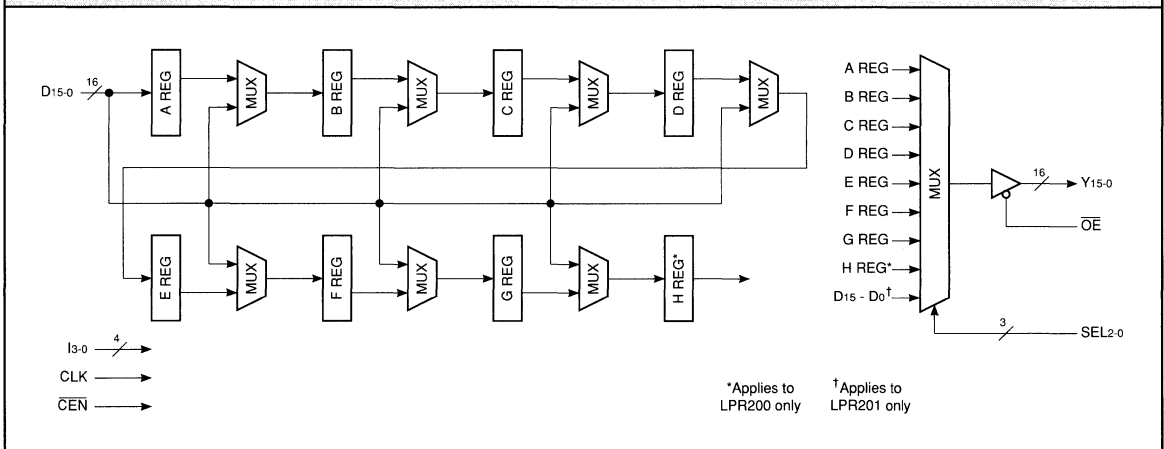 D15-0
16
A REG
MUX
B REG
MUX
C REG
MUX
D REG
MUX
E REG
MUX
F REG
MUX
G REG
MUX
H REG*
I3-0
4
CLK
CEN
A REG
B REG
C REG
D REG
E REG
F REG
G REG
H REG*
D15 - D0†
MUX
16
Y15-0
OE
3
SEL2-0
*Applies to
LPR200 only
†Applies to
LPR201 only